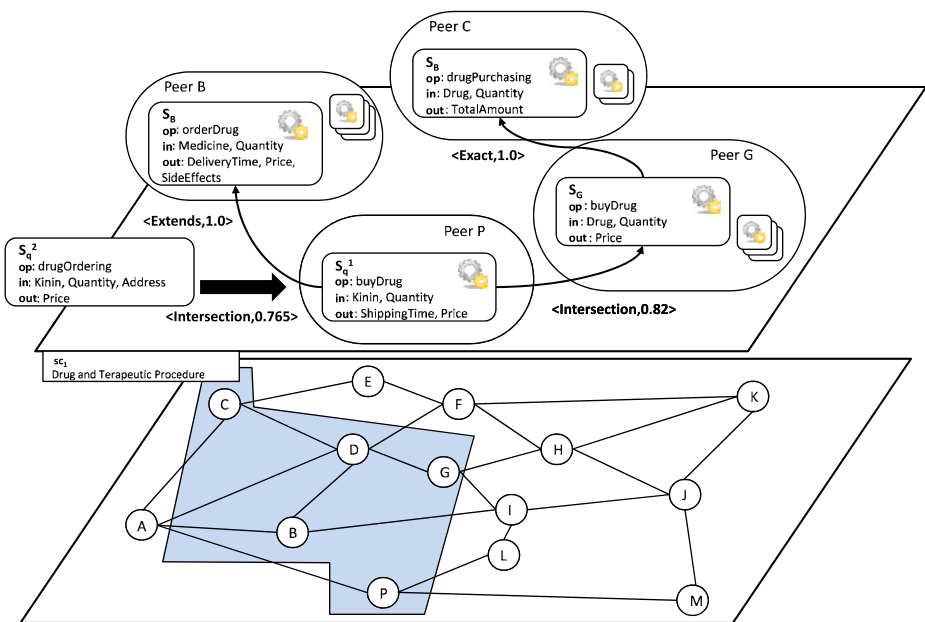 Peer C
S_B
op: drugPurchasing
in: Drug, Quantity
out: TotalAmount
Peer B
S_B
op: orderDrug
in: Medicine, Quantity
out: DeliveryTime, Price,
SideEffects
<Exact,1.0>
Peer G
S_G
op: buyDrug
in: Drug, Quantity
out: Price
<Extends,1.0>
Peer P
S_q^1
op: buyDrug
in: Kinin, Quantity
out: ShippingTime, Price
S_q^2
op: drugOrdering
in: Kinin, Quantity, Address
out: Price
<Intersection,0.765>
<Intersection,0.82>
sc_1
Drug and Terapeutic Procedure
E
C
F
K
D
H
G
J
A
B
I
L
P
M